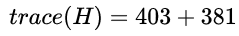 trace(H) = 403 + 381